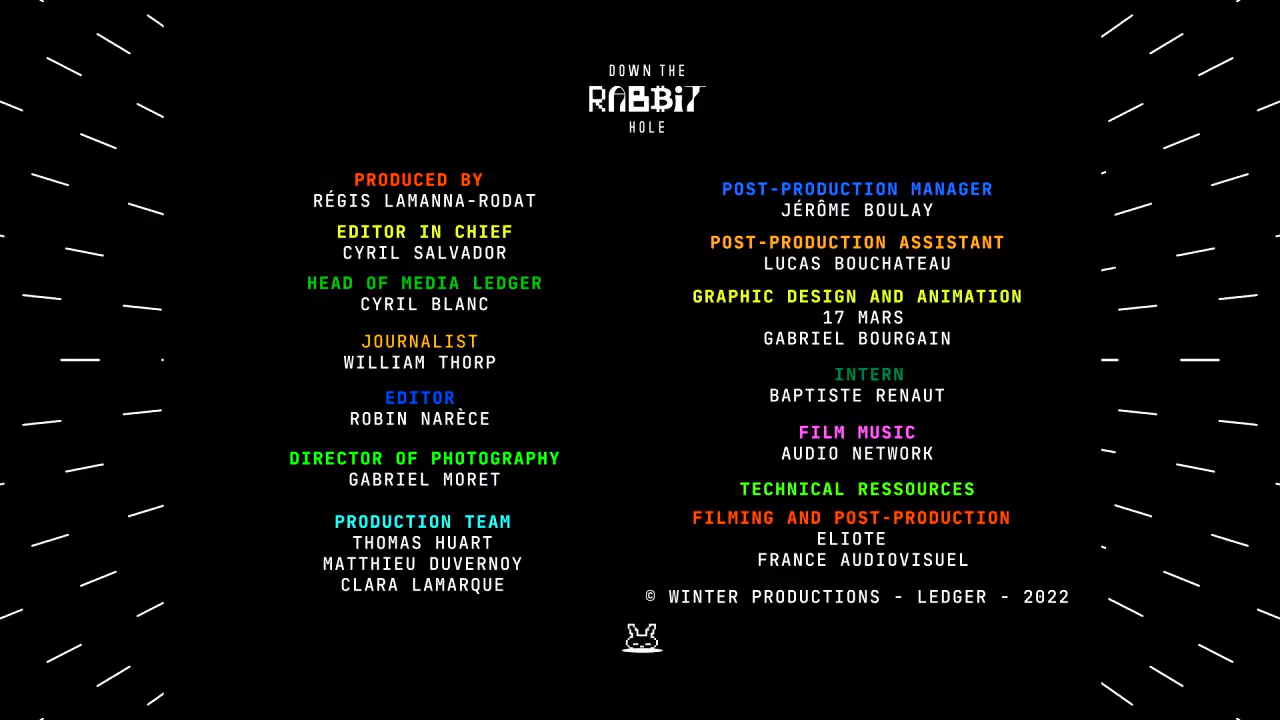 DOWN THE
RABBIT
HOLE
PRODUCED BY
RÉGIS LAMANNA-RODAT
EDITOR IN CHIEF
CYRIL SALVADOR
HEAD OF MEDIA LEDGER
CYRIL BLANC
JOURNALIST
WILLIAM THORP
EDITOR
ROBIN NARÈCE
DIRECTOR OF PHOTOGRAPHY
GABRIEL MORET
PRODUCTION TEAM
THOMAS HUART
MATTHIEU DUVERNOY
CLARA LAMARQUE
POST-PRODUCTION MANAGER
JÉRÔME BOULAY
POST-PRODUCTION ASSISTANT
LUCAS BOUCHATEAU
GRAPHIC DESIGN AND ANIMATION
17 MARS
GABRIEL BOURGAIN
INTERN
BAPTISTE RENAUT
FILM MUSIC
AUDIO NETWORK
TECHNICAL RESSOURCES
FILMING AND POST-PRODUCTION
ELIOTE
FRANCE AUDIOVISUEL
© WINTER PRODUCTIONS - LEDGER - 2022